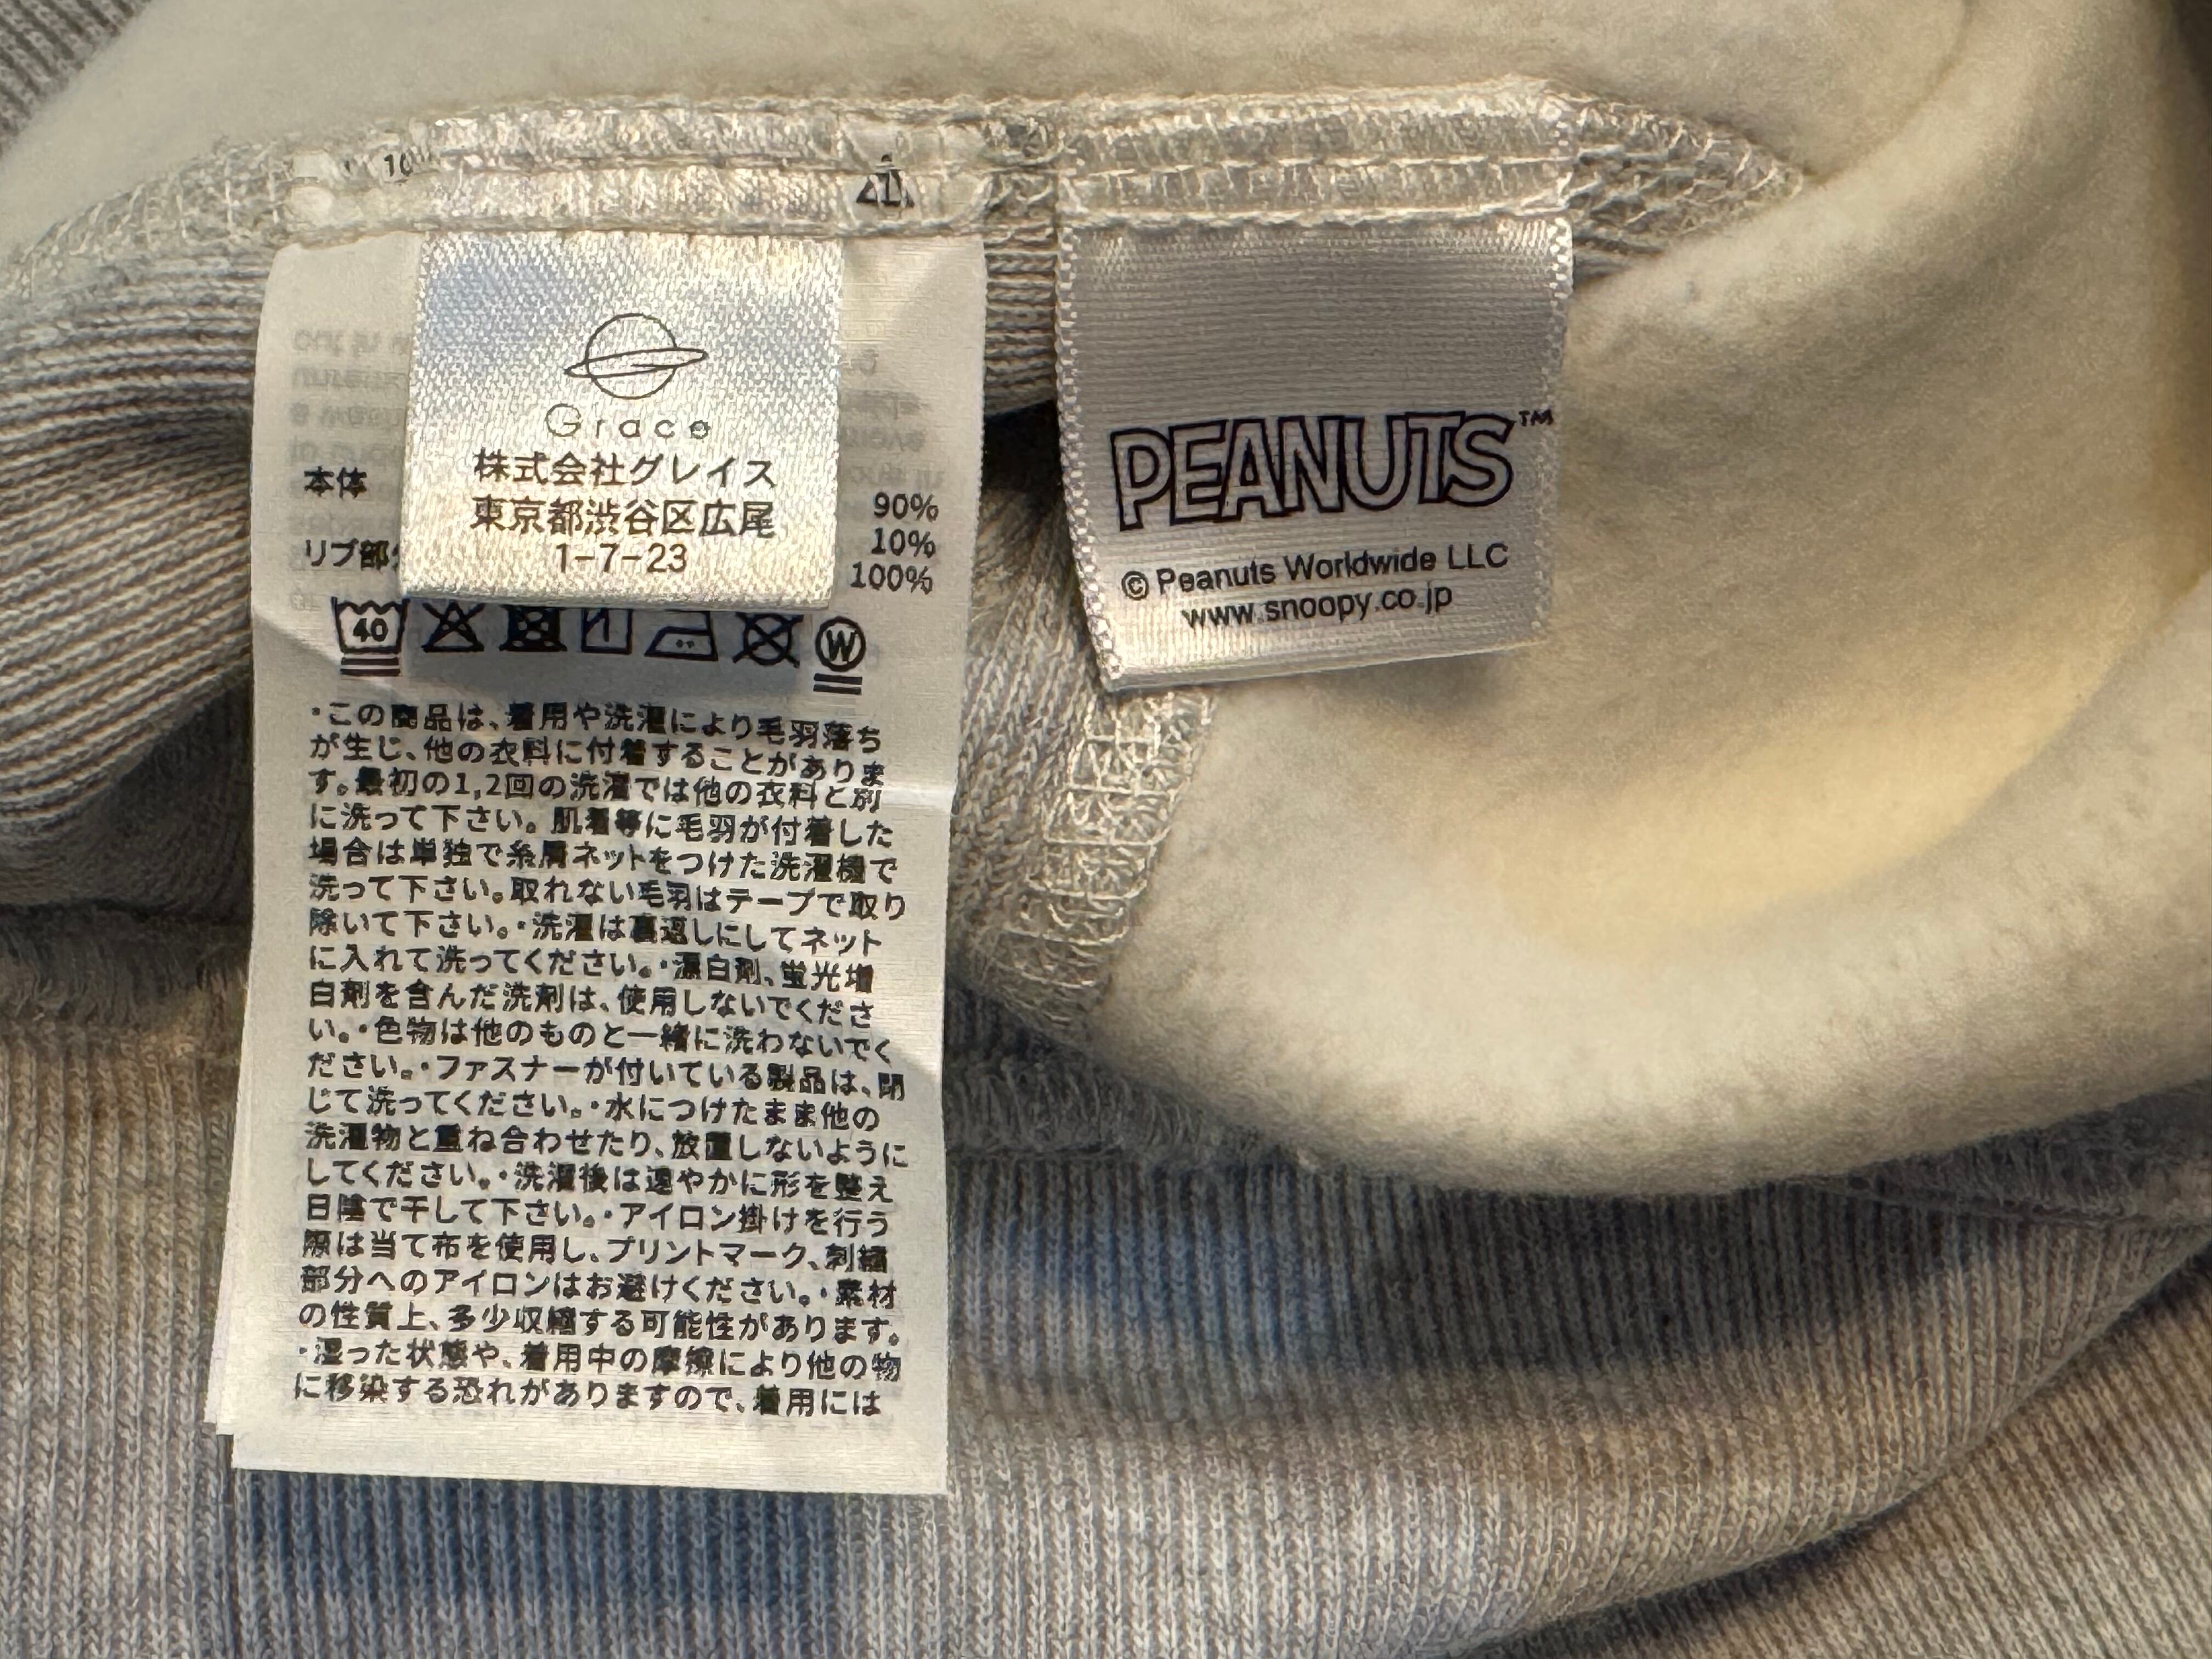 Grace
株式会社グレイス
東京都渋谷区広尾
1-7-23
本体
90%
10%
リブ部
100%
40
W
・この商品は、着用や洗濯により毛羽落ち
が生じ、他の衣料に付着することがありま
す。最初の1,2回の洗濯では他の衣料と別
に洗って下さい。肌着等に毛羽が付着した
場合は単独で糸屑ネットをつけた洗濯機で
洗って下さい。取れない毛羽はテープで取り
除いて下さい。・洗濯は裏返しにしてネット
に入れて洗ってください。・漂白剤、蛍光増
白剤を含んだ洗剤は、使用しないでくださ
い。・色物は他のものと一緒に洗わないでく
ださい。・ファスナーが付いている製品は、閉
じて洗ってください。・水につけたまま他の
洗濯物と重ね合わせたり、放置しないように
してください。・洗濯後は速やかに形を整え
日陰で干して下さい。・アイロン掛けを行う
際は当て布を使用し、プリントマーク、刺繍
部分へのアイロンはお避けください。・素材
の性質上、多少収縮する可能性があります。
・湿った状態や、着用中の摩擦により他の物
に移染する恐れがありますので、着用には
PEANUTS™
© Peanuts Worldwide LLC
www.snoopy.co.jp